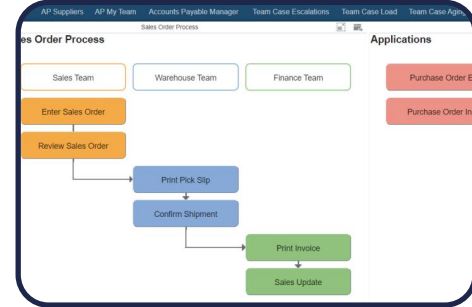 AP Suppliers AP My Team Accounts Payable Manager Team Case Escalations Team Case Load Team Case Aging
Sales Order Process
es Order Process
Applications
Sales Team Warehouse Team Finance Team
Purchase Order E
Enter Sales Order
Purchase Order In
Review Sales Order
Print Pick Slip
Confirm Shipment
Print Invoice
Sales Update